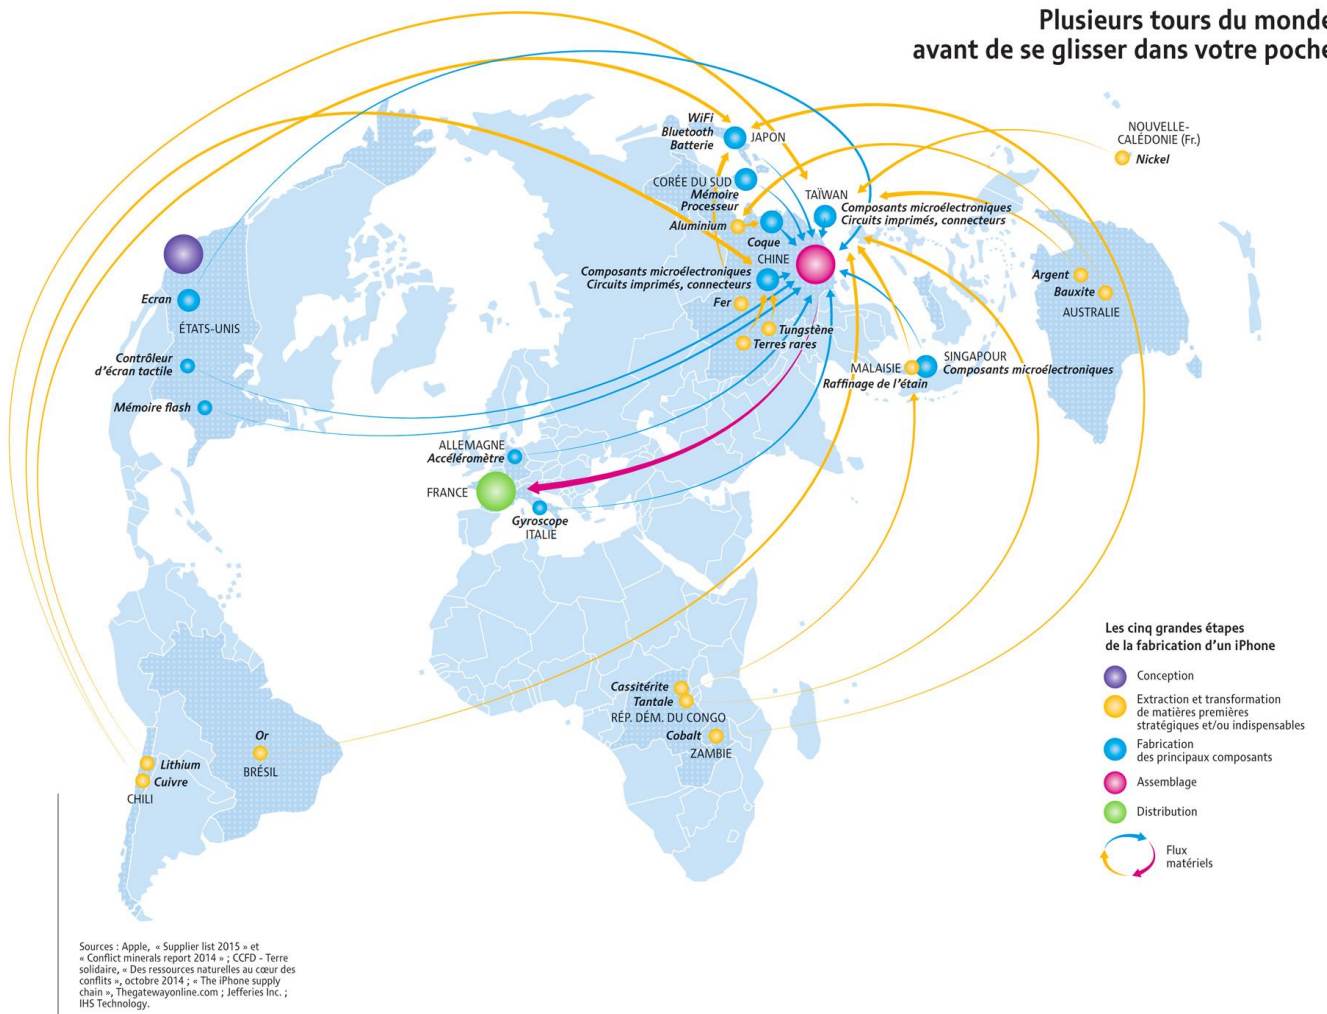 Plusieurs tours du monde
avant de se glisser dans votre poche
WiFi
Bluetooth
Batterie
JAPON
NOUVELLE-
CALÉDONIE (Fr.)
Nickel
CORÉE DU SUD
Mémoire
Processeur
TAÏWAN
Composants microélectroniques
Circuits imprimés, connecteurs
Aluminium
Coque
CHINE
Composants microélectroniques
Circuits imprimés, connecteurs
Fer
Tungstène
Terres rares
Argent
Bauxite
AUSTRALIE
Ecran
ÉTATS-UNIS
Contrôleur
d'écran tactile
Mémoire flash
MALAISIE
Raffinage de l'étain
SINGAPOUR
Composants microélectroniques
ALLEMAGNE
Accéléromètre
FRANCE
Gyroscope
ITALIE
Cassitérite
Tantale
RÉP. DÉM. DU CONGO
Cobalt
ZAMBIE
Or
BRÉSIL
Lithium
Cuivre
CHILI
Les cinq grandes étapes
de la fabrication d'un iPhone
Conception
Extraction et transformation
de matières premières
stratégiques et/ou indispensables
Fabrication
des principaux composants
Assemblage
Distribution
Flux
matériels
Sources : Apple, « Supplier list 2015 » et
« Conflict minerals report 2014 » ; CCFD - Terre
solidaire, « Des ressources naturelles au cœur des
conflits », octobre 2014 ; « The iPhone supply
chain », Thegatewayonline.com ; Jefferies Inc. ;
IHS Technology.